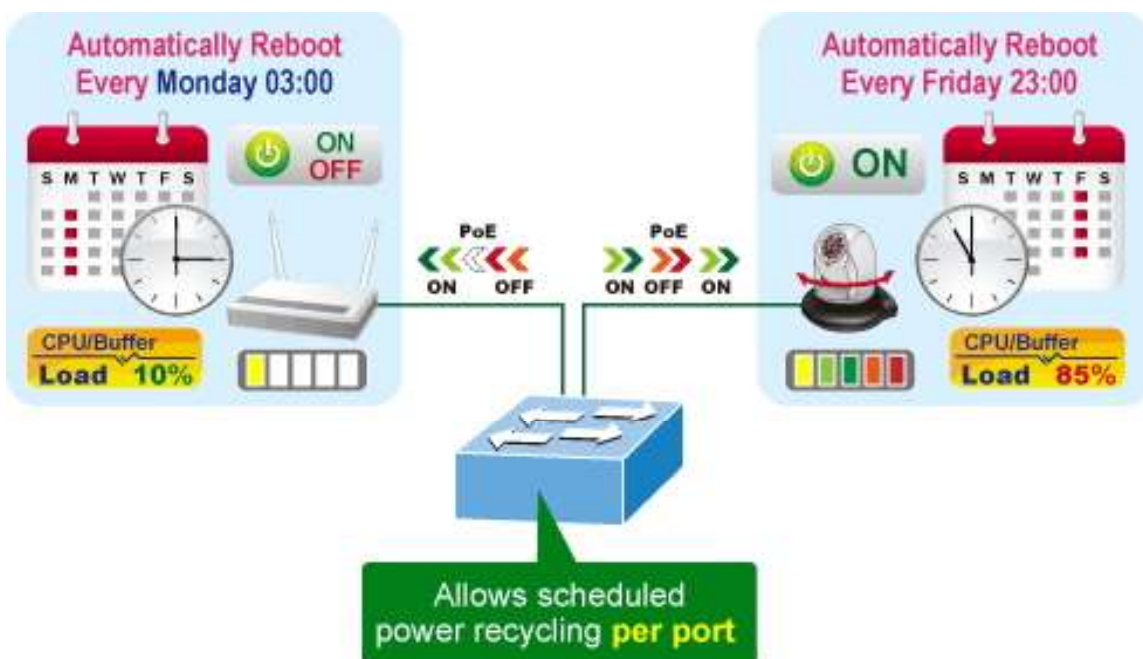 Automatically Reboot
Every Monday 03:00
S M T W T F S
ON
OFF
CPU/Buffer
Load 10%
PoE
ON OFF
PoE
ON OFF ON
Automatically Reboot
Every Friday 23:00
ON
S M T W T F S
CPU/Buffer
Load 85%
Allows scheduled
power recycling per port